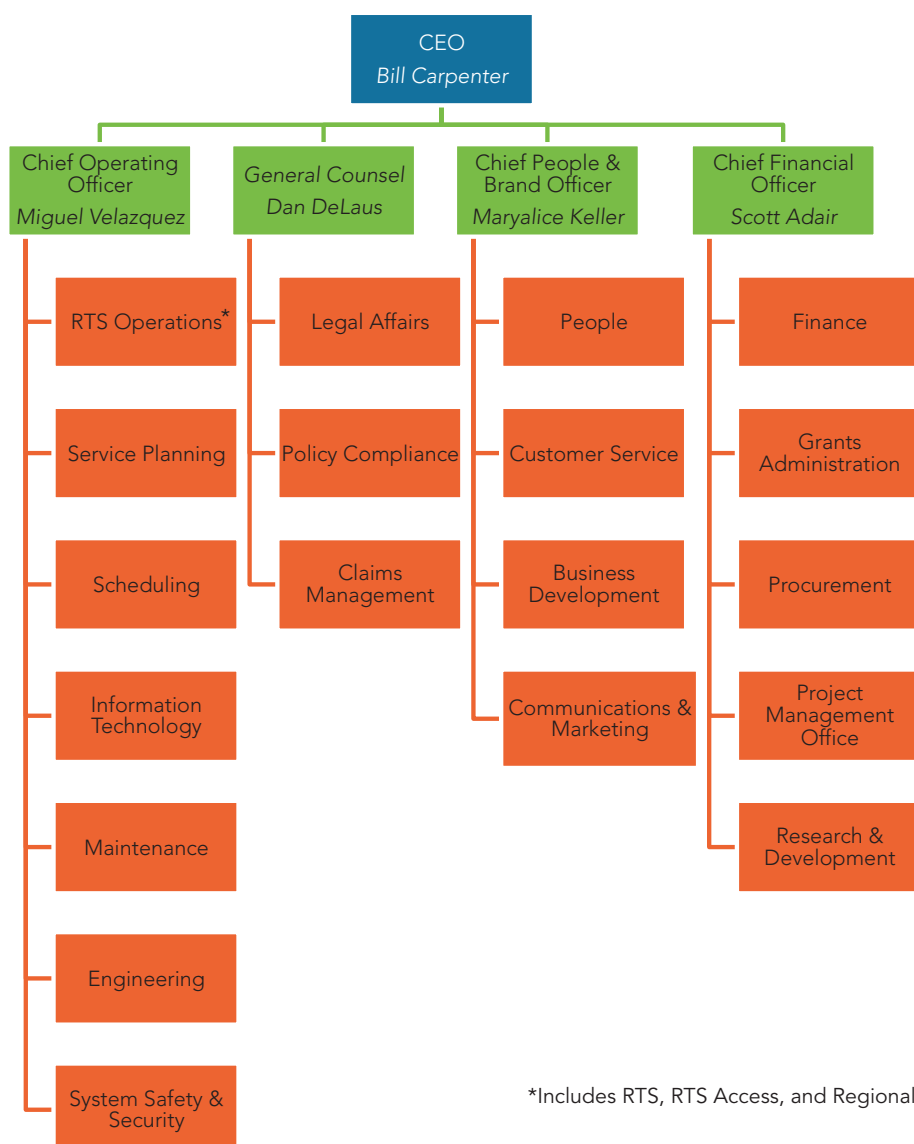 CEO
Bill Carpenter
Chief Operating
Officer
Miguel Velazquez
General Counsel
Dan DeLaus
Chief People &
Brand Officer
Maryalice Keller
Chief Financial
Officer
Scott Adair
RTS Operations*
Legal Affairs
People
Finance
Service Planning
Policy Compliance
Customer Service
Grants
Administration
Scheduling
Claims
Management
Business
Development
Procurement
Information
Technology
Communications &
Marketing
Project
Management
Office
Maintenance
Research &
Development
Engineering
System Safety &
Security
*Includes RTS, RTS Access, and Regional